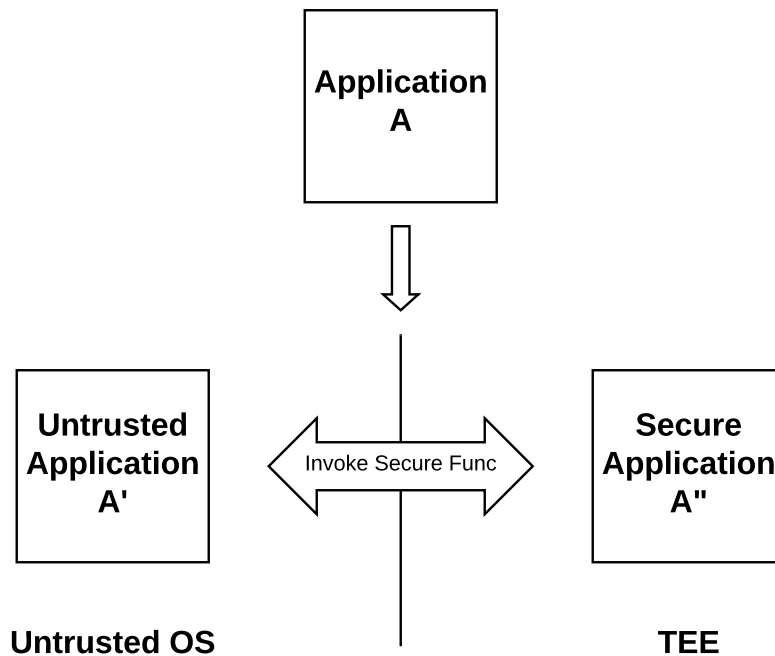 Application
A
Untrusted
Application
A'
Invoke Secure Func
Secure
Application
A"
Untrusted OS
TEE